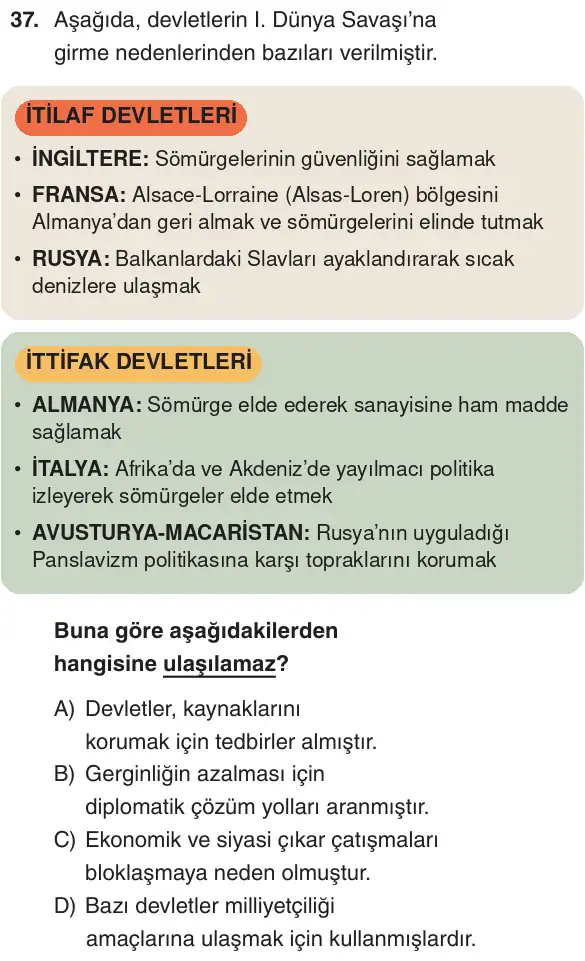 37. Aşağıda, devletlerin I. Dünya Savaşı’na
girme nedenlerinden bazıları verilmiştir.
İTİLAF DEVLETLERİ
• İNGİLTERE: Sömürgelerinin güvenliğini sağlamak
• FRANSA: Alsace-Lorraine (Alsas-Loren) bölgesini
Almanya’dan geri almak ve sömürgelerini elinde tutmak
• RUSYA: Balkanlardaki Slavları ayaklandırarak sıcak
denizlere ulaşmak
İTTİFAK DEVLETLERİ
• ALMANYA: Sömürge elde ederek sanayisine ham madde
sağlamak
• İTALYA: Afrika’da ve Akdeniz’de yayılmacı politika
izleyerek sömürgeler elde etmek
• AVUSTURYA-MACARİSTAN: Rusya’nın uyguladığı
Panslavizm politikasına karşı topraklarını korumak
Buna göre aşağıdakilerden
hangisine ulaşılamaz?
A) Devletler, kaynaklarını
korumak için tedbirler almıştır.
B) Gerginliğin azalması için
diplomatik çözüm yolları aranmıştır.
C) Ekonomik ve siyasi çıkar çatışmaları
bloklaşmaya neden olmuştur.
D) Bazı devletler milliyetçiliği
amaçlarına ulaşmak için kullanmışlardır.